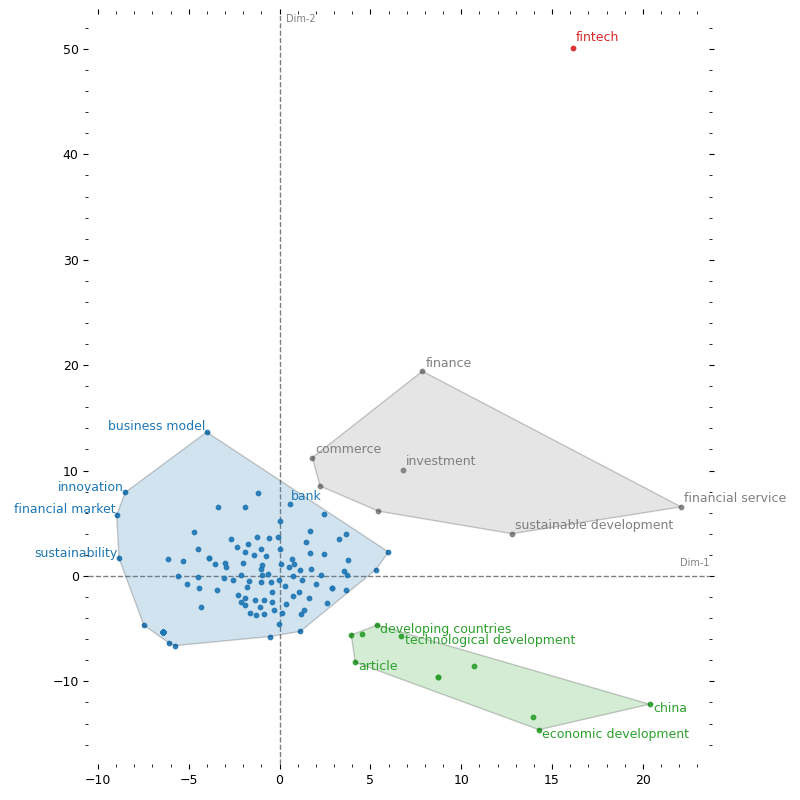 Dim-2
fintech
50
40
30
20
finance
business model
commerce
investment
10
innovation
bank
financial service
financial market
sustainable development
sustainability
Dim-1
0
developing countries
technological development
article
−10
china
economic development
−10 −5 0 5 10 15 20